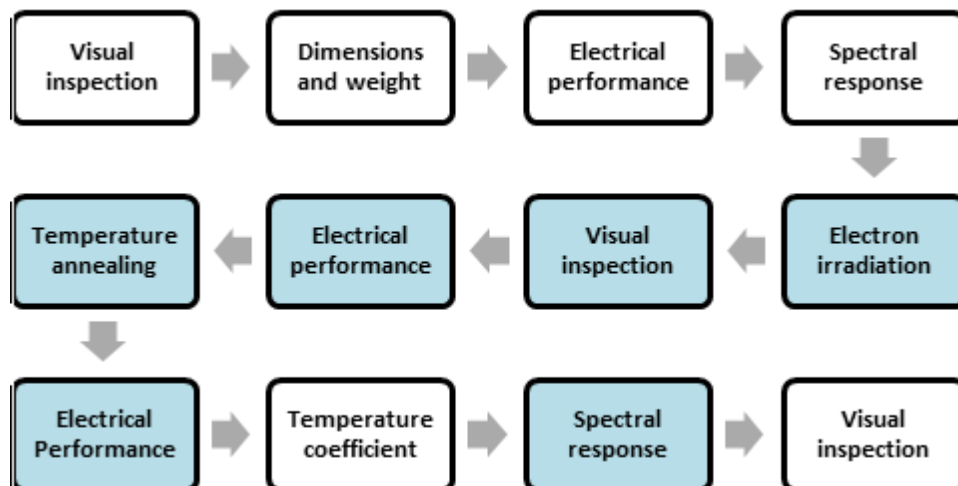 Visual
inspection
Dimensions
and weight
Electrical
performance
Spectral
response
Electron
irradiation
Visual
inspection
Electrical
performance
Temperature
annealing
Electrical
Performance
Temperature
coefficient
Spectral
response
Visual
inspection